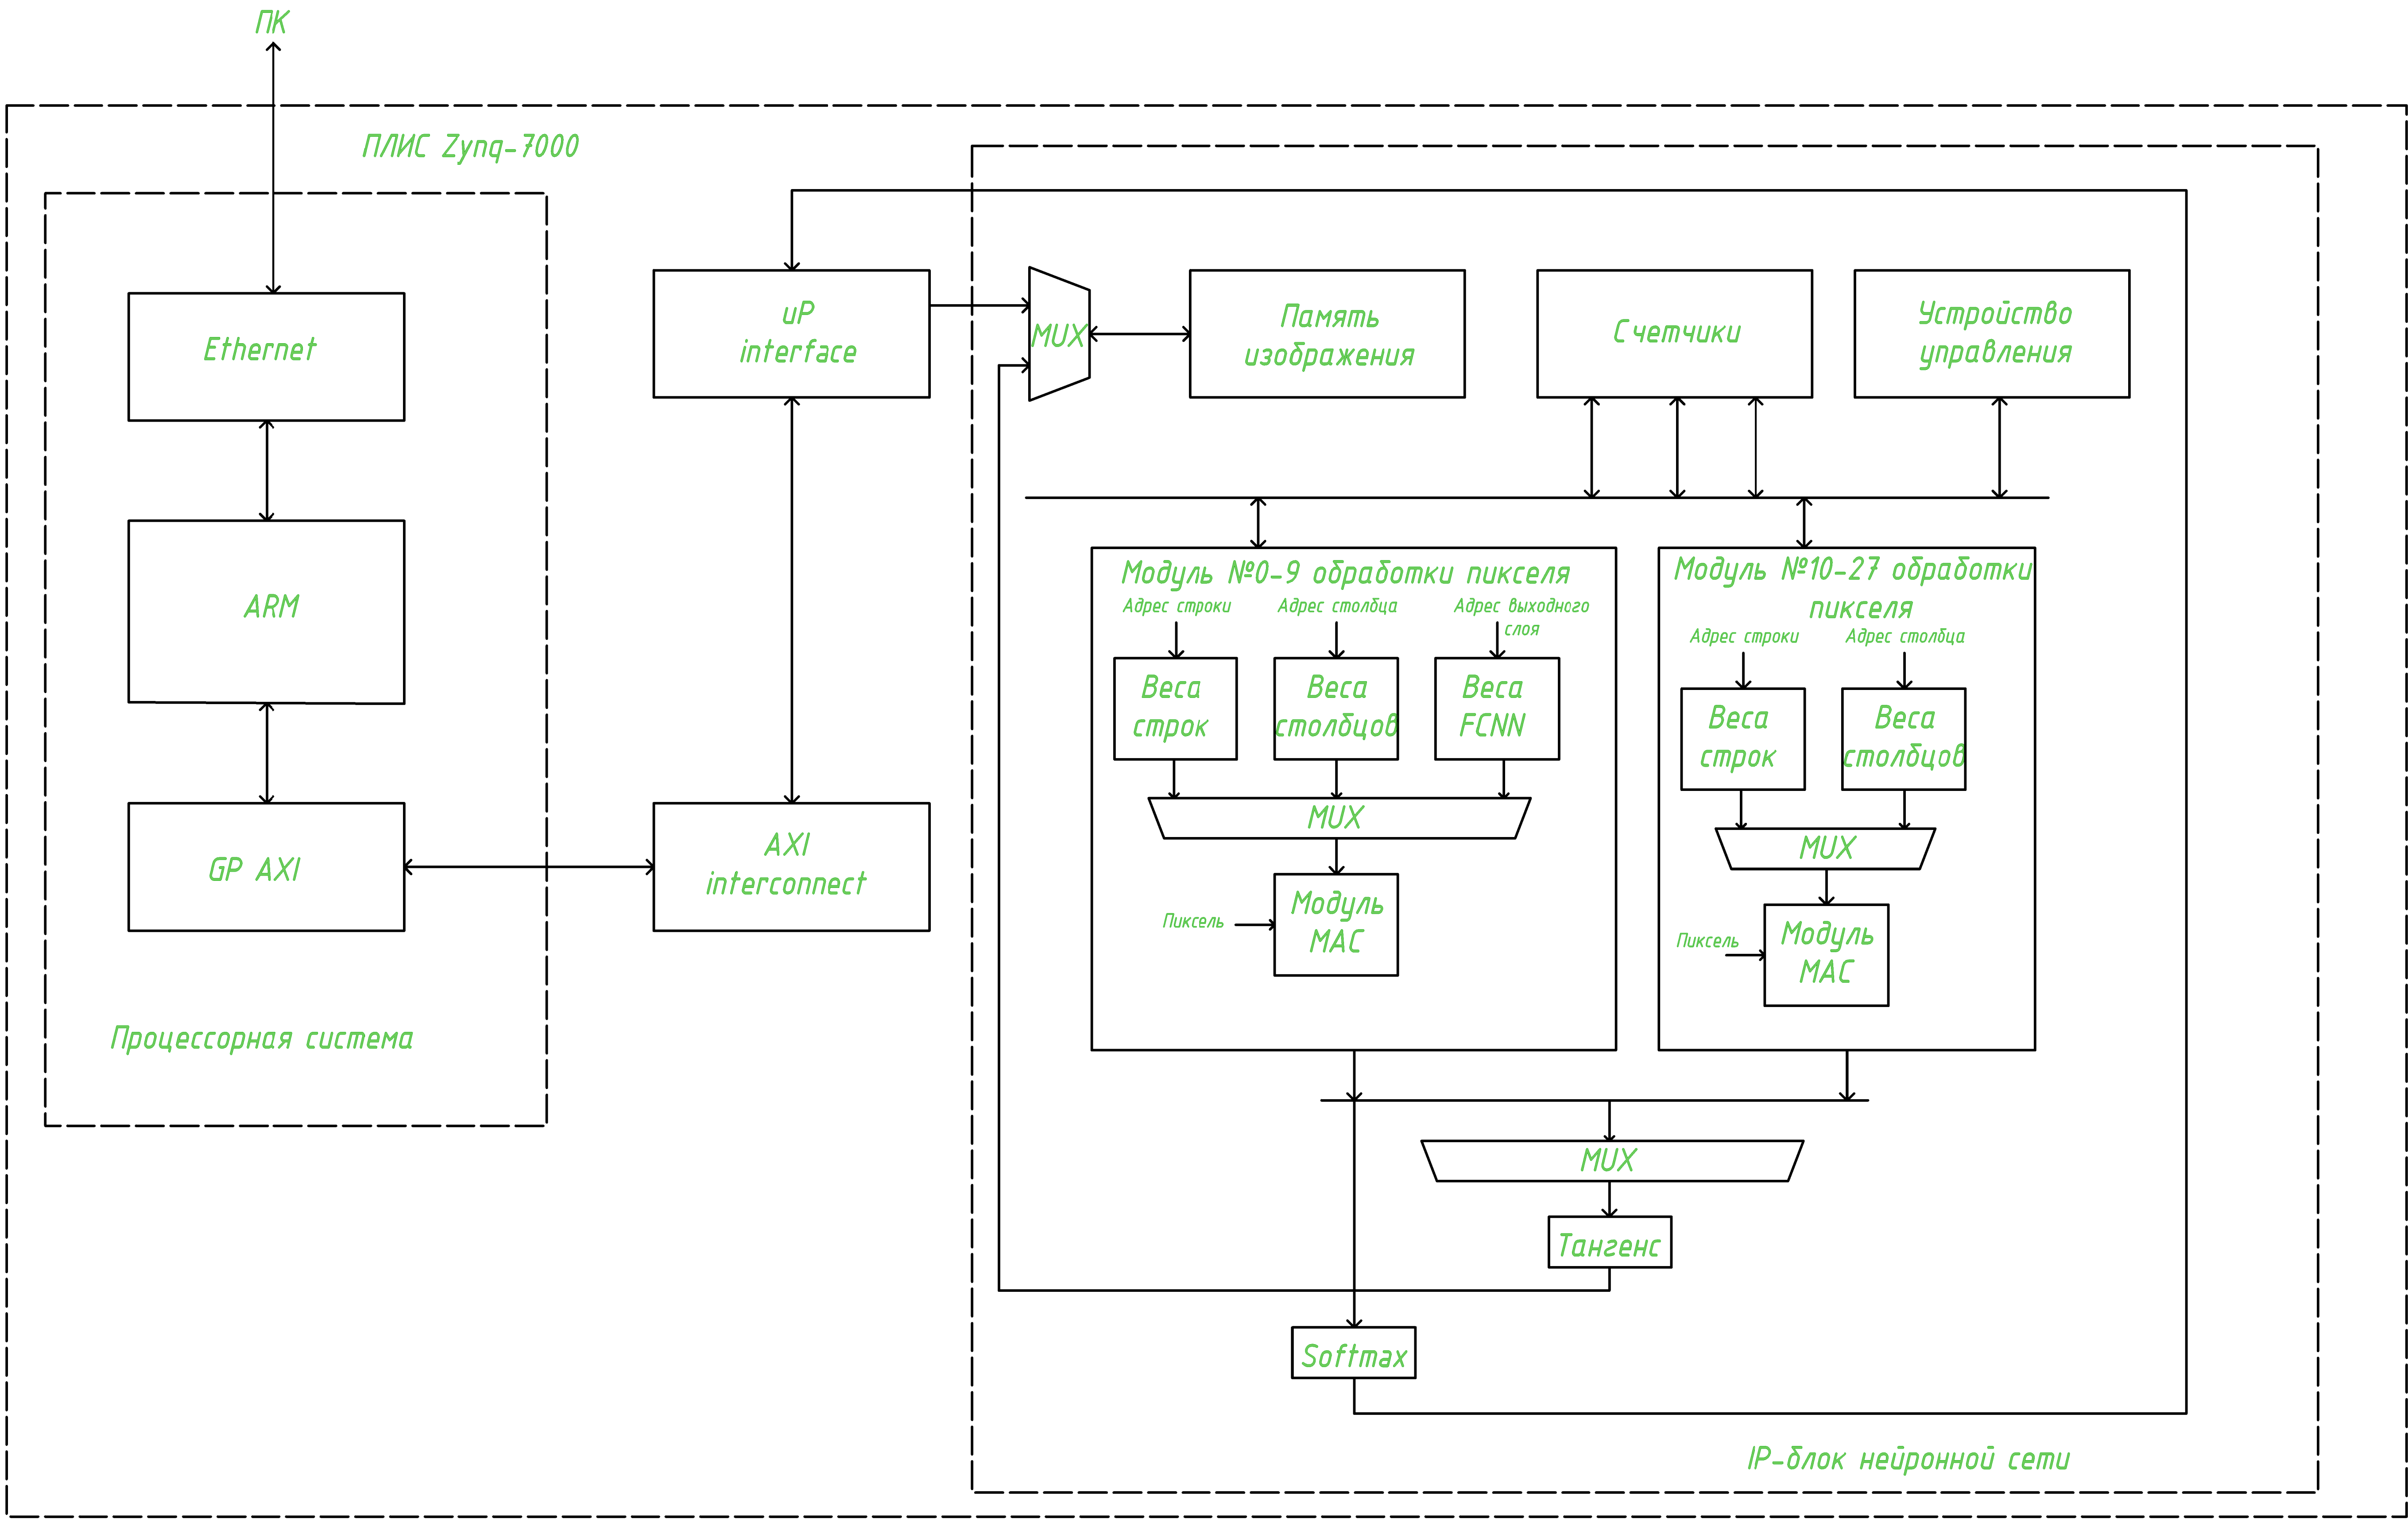 ПК
ПЛИС Zynq-7000
Ethernet
ARM
GP AXI
Процессорная система
uP
interface
AXI
interconnect
MUX
Память
изображения
Счетчики
Устройство
управления
Модуль №0-9 обработки пикселя
Адрес строки
Адрес столбца
Адрес выходного
слоя
Веса
строк
Веса
столбцов
Веса
FCNN
MUX
Пиксель
Модуль
MAC
Модуль №10-27 обработки
пикселя
Адрес строки
Адрес столбца
Веса
строк
Веса
столбцов
MUX
Пиксель
Модуль
MAC
MUX
Тангенс
Softmax
IP-блок нейронной сети